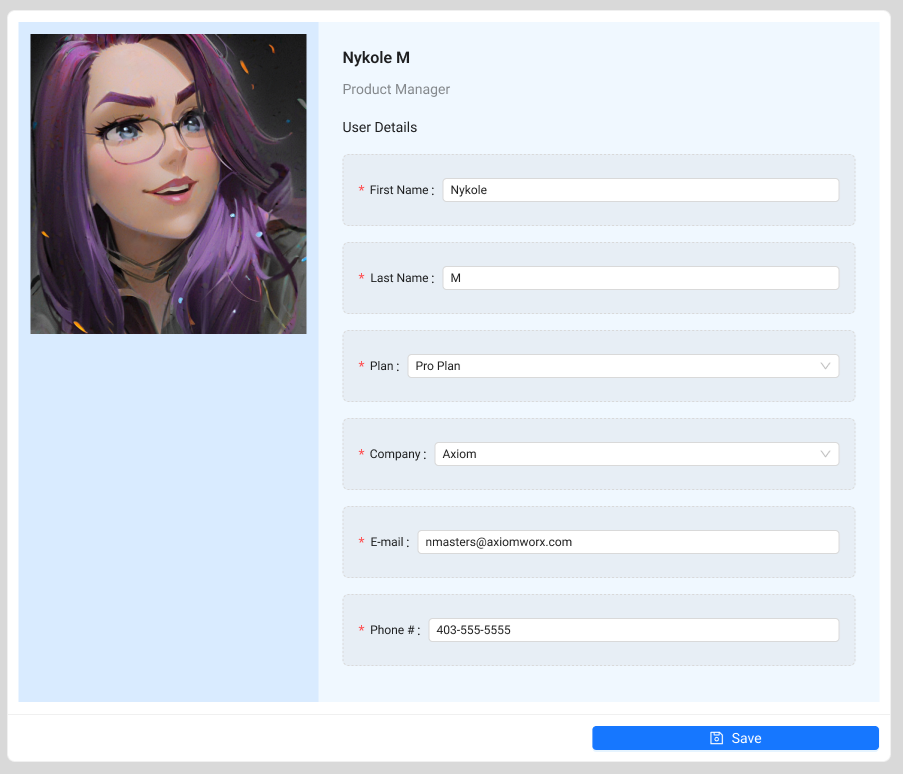 Nykole M
Product Manager
User Details
* First Name : Nykole
* Last Name : M
* Plan : Pro Plan
* Company : Axiom
* E-mail : nmasters@axiomworx.com
* Phone # : 403-555-5555
Save